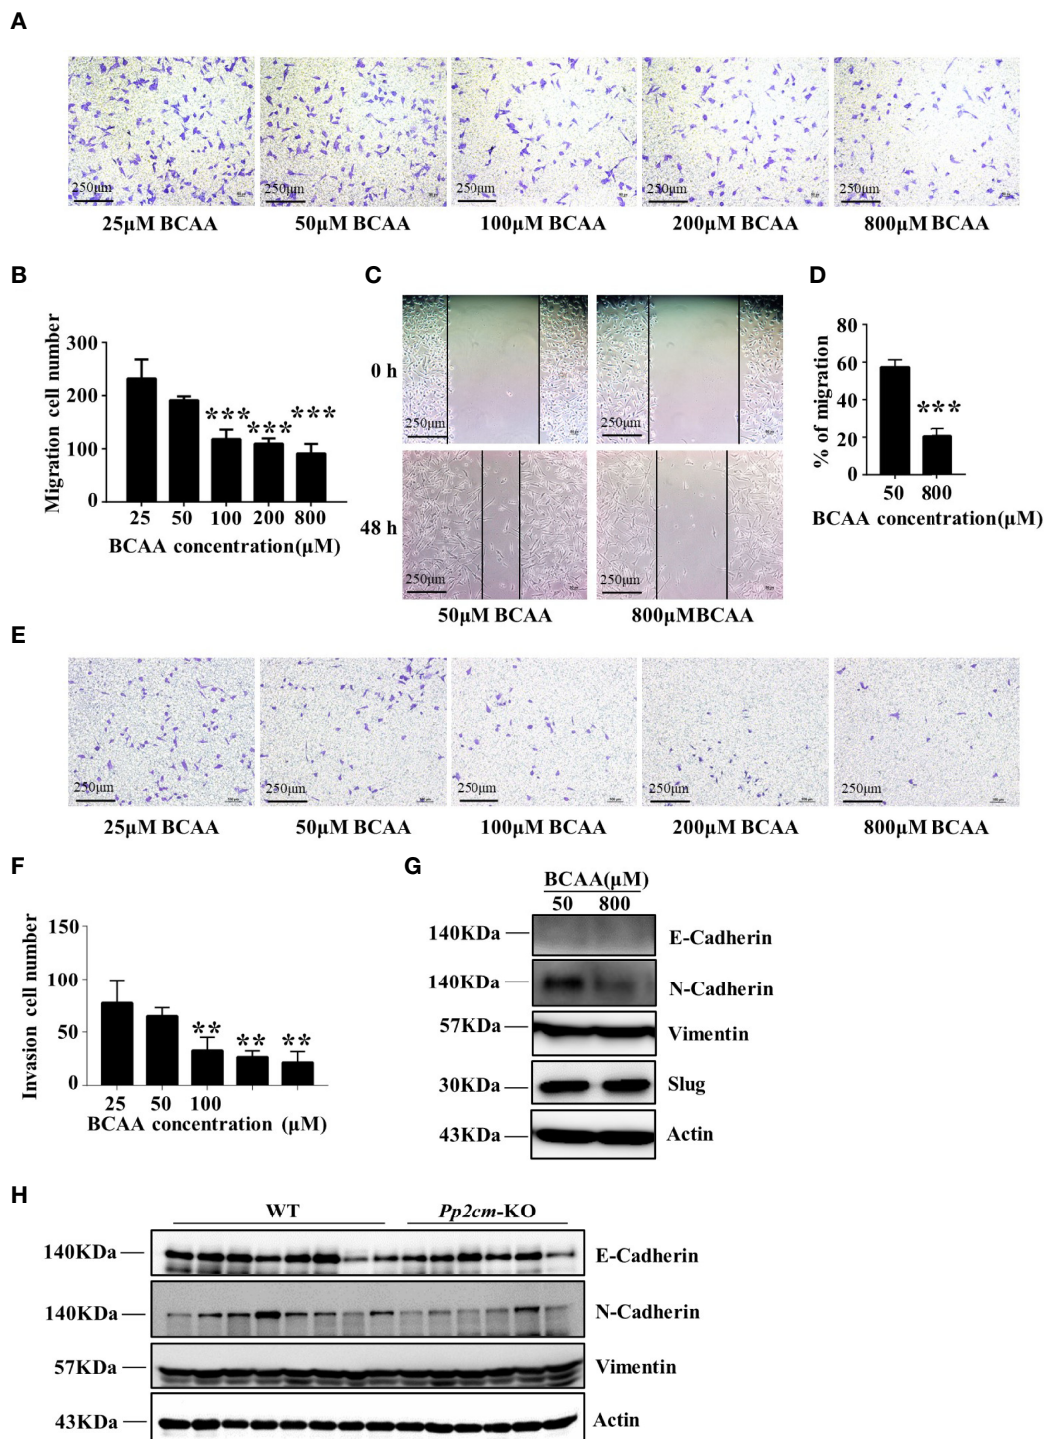 A
250μm 250μm 250μm 250μm 250μm
25μM BCAA 50μM BCAA 100μM BCAA 200μM BCAA 800μM BCAA
B
Migration cell number
300
200
100
0
*** *** ***
25 50 100 200 800
BCAA concentration(μM)
C
0 h
250μm 250μm
48 h
250μm 250μm
50μM BCAA 800μMBCAA
D
% of migration
80
60
40
20
0
***
50 800
BCAA concentration(μM)
E
250μm 250μm 250μm 250μm 250μm
25μM BCAA 50μM BCAA 100μM BCAA 200μM BCAA 800μM BCAA
F
Invasion cell number
150
100
50
0
** ** **
25 50 100
BCAA concentration (μM)
G
BCAA(μM)
50 800
140KDa E-Cadherin
140KDa N-Cadherin
57KDa Vimentin
30KDa Slug
43KDa Actin
H
WT Pp2cm-KO
140KDa E-Cadherin
140KDa N-Cadherin
57KDa Vimentin
43KDa Actin